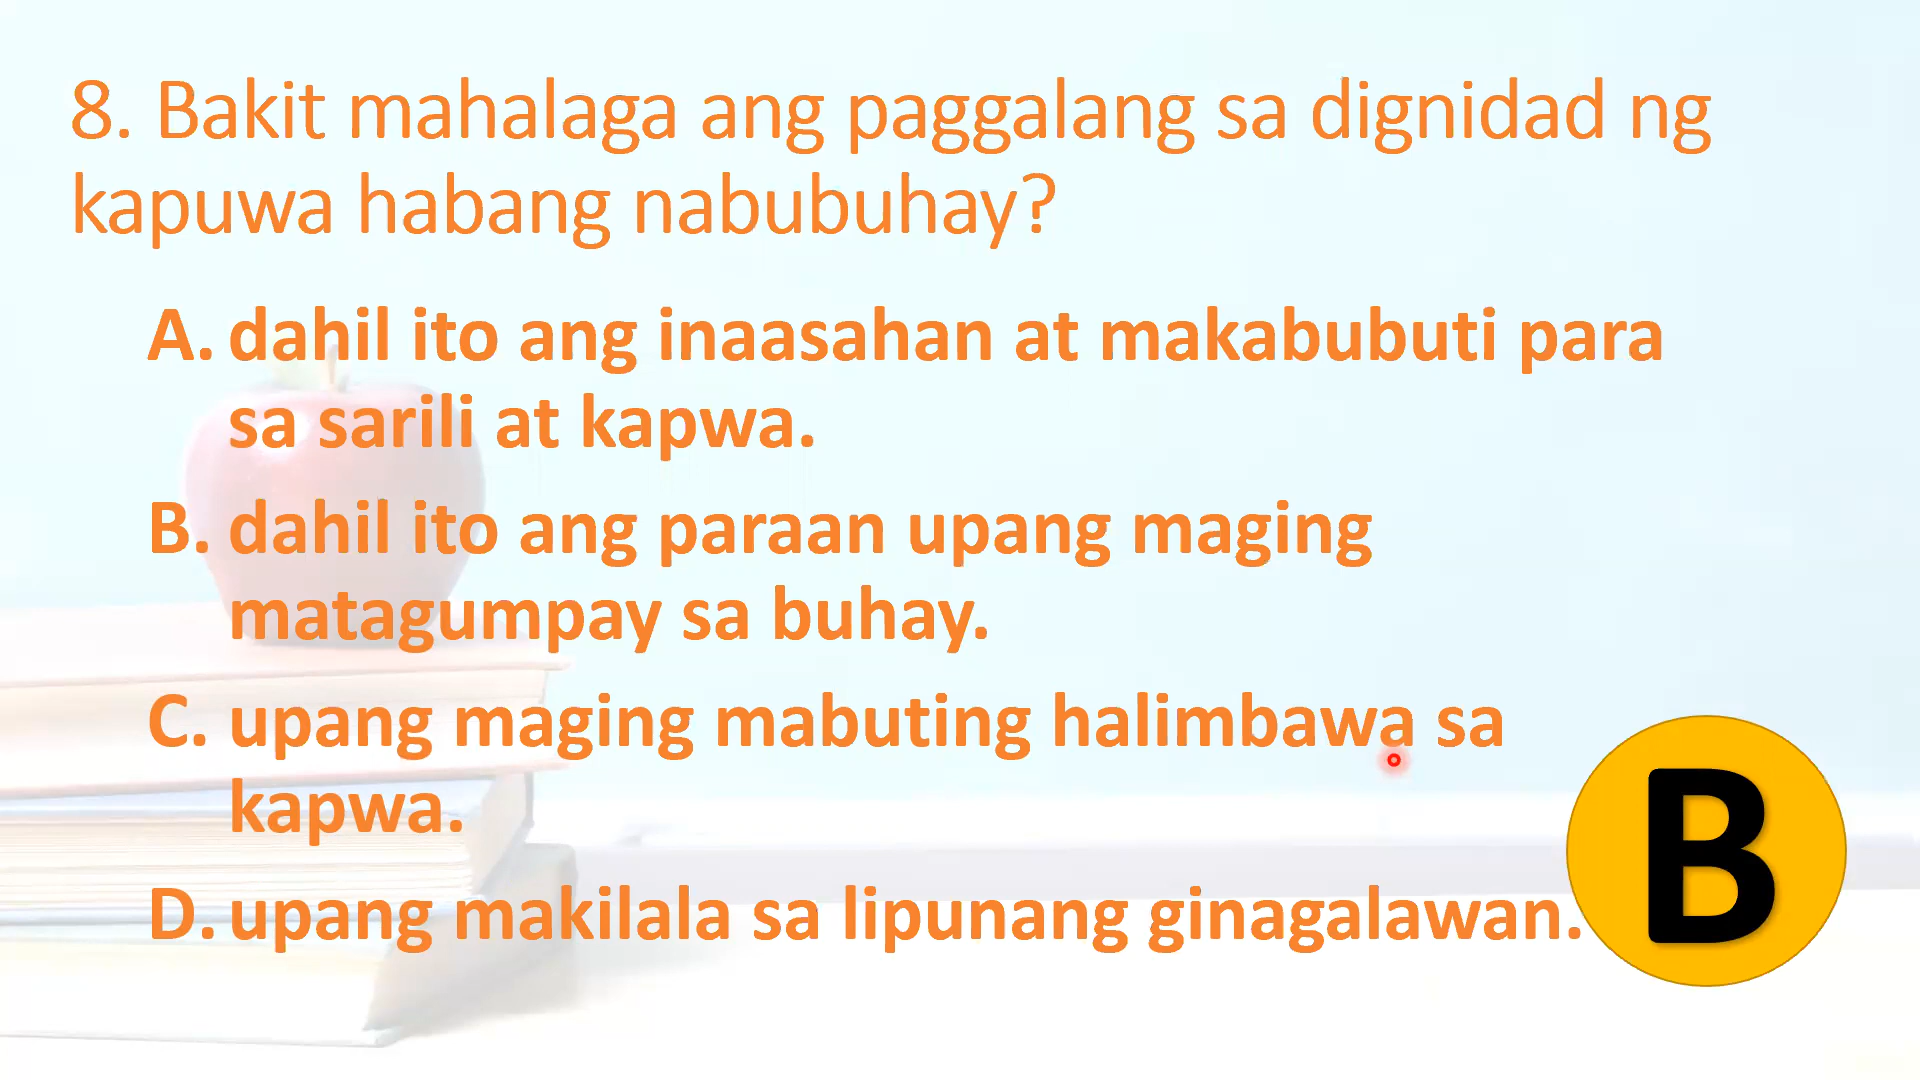 8. Bakit mahalaga ang paggalang sa dignidad ng
kapuwa habang nabubuhay?
A. dahil ito ang inaasahan at makabubuti para
sa sarili at kapwa.
B. dahil ito ang paraan upang maging
matagumpay sa buhay.
C. upang maging mabuting halimbawa sa
kapwa.
D. upang makilala sa lipunang ginagalawan.
B